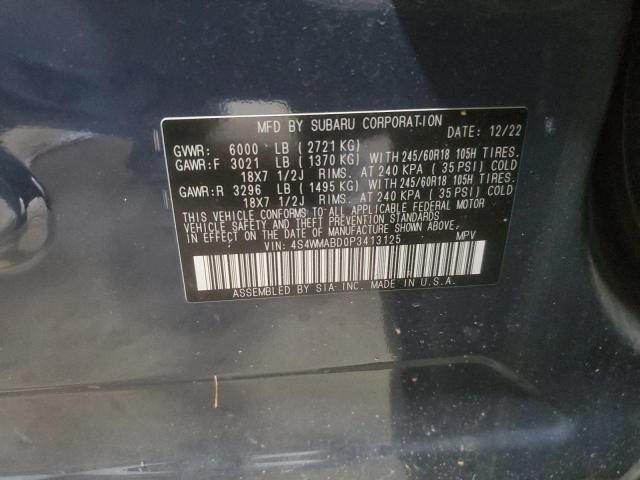 MFD BY SUBARU CORPORATION
DATE: 12/22
GVWR: 6000 LB (2721 KG)
GAWR:F 3021 LB (1370 KG) WITH 245/60R18 105H TIRES.
18X7 1/2J RIMS. AT 240 KPA (35 PSI) COLD
GAWR:R 3296 LB (1495 KG) WITH 245/60R18 105H TIRES.
18X7 1/2J RIMS. AT 240 KPA (35 PSI) COLD
THIS VEHICLE CONFORMS TO ALL APPLICABLE FEDERAL MOTOR
VEHICLE SAFETY AND THEFT PREVENTION STANDARDS
IN EFFECT ON THE DATE OF MANUFACTURE SHOWN ABOVE.
VIN: 4S4WMABD0P3413125 MPV
ASSEMBLED BY SIA-INC. MADE IN U.S.A.